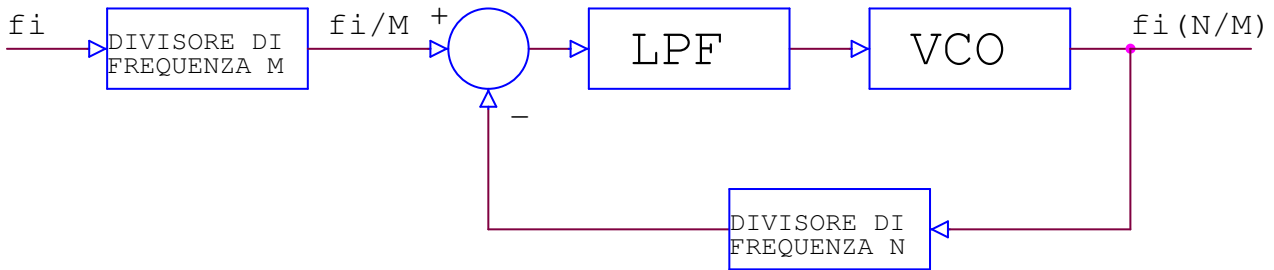 fi
DIVISORE DI
FREQUENZA M
fi/M
+
−
LPF
VCO
fi(N/M)
DIVISORE DI
FREQUENZA N